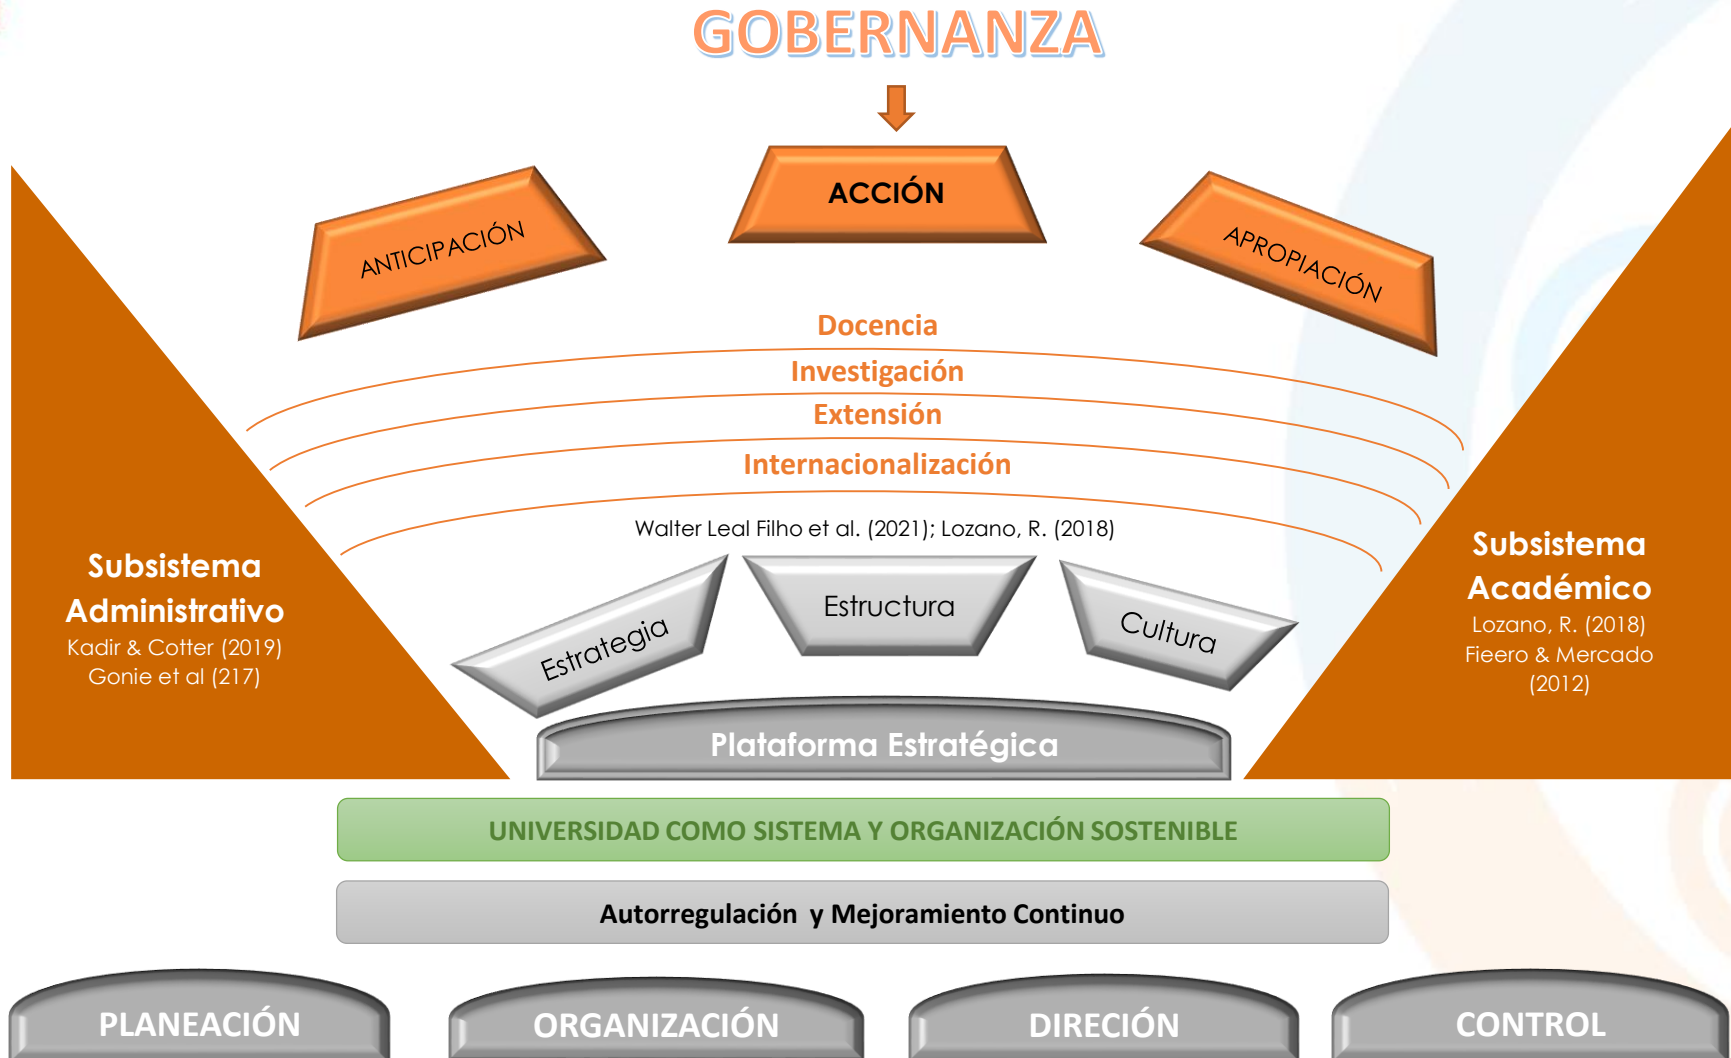 GOBERNANZA
ANTICIPACIÓN
ACCIÓN
APROPIACIÓN
Docencia
Investigación
Extensión
Internacionalización
Walter Leal Filho et al. (2021); Lozano, R. (2018)
Subsistema
Administrativo
Kadir & Cotter (2019)
Gonie et al (217)
Estrategia
Estructura
Cultura
Subsistema
Académico
Lozano, R. (2018)
Fieero & Mercado
(2012)
Plataforma Estratégica
UNIVERSIDAD COMO SISTEMA Y ORGANIZACIÓN SOSTENIBLE
Autorregulación y Mejoramiento Continuo
PLANEACIÓN
ORGANIZACIÓN
DIRECIÓN
CONTROL